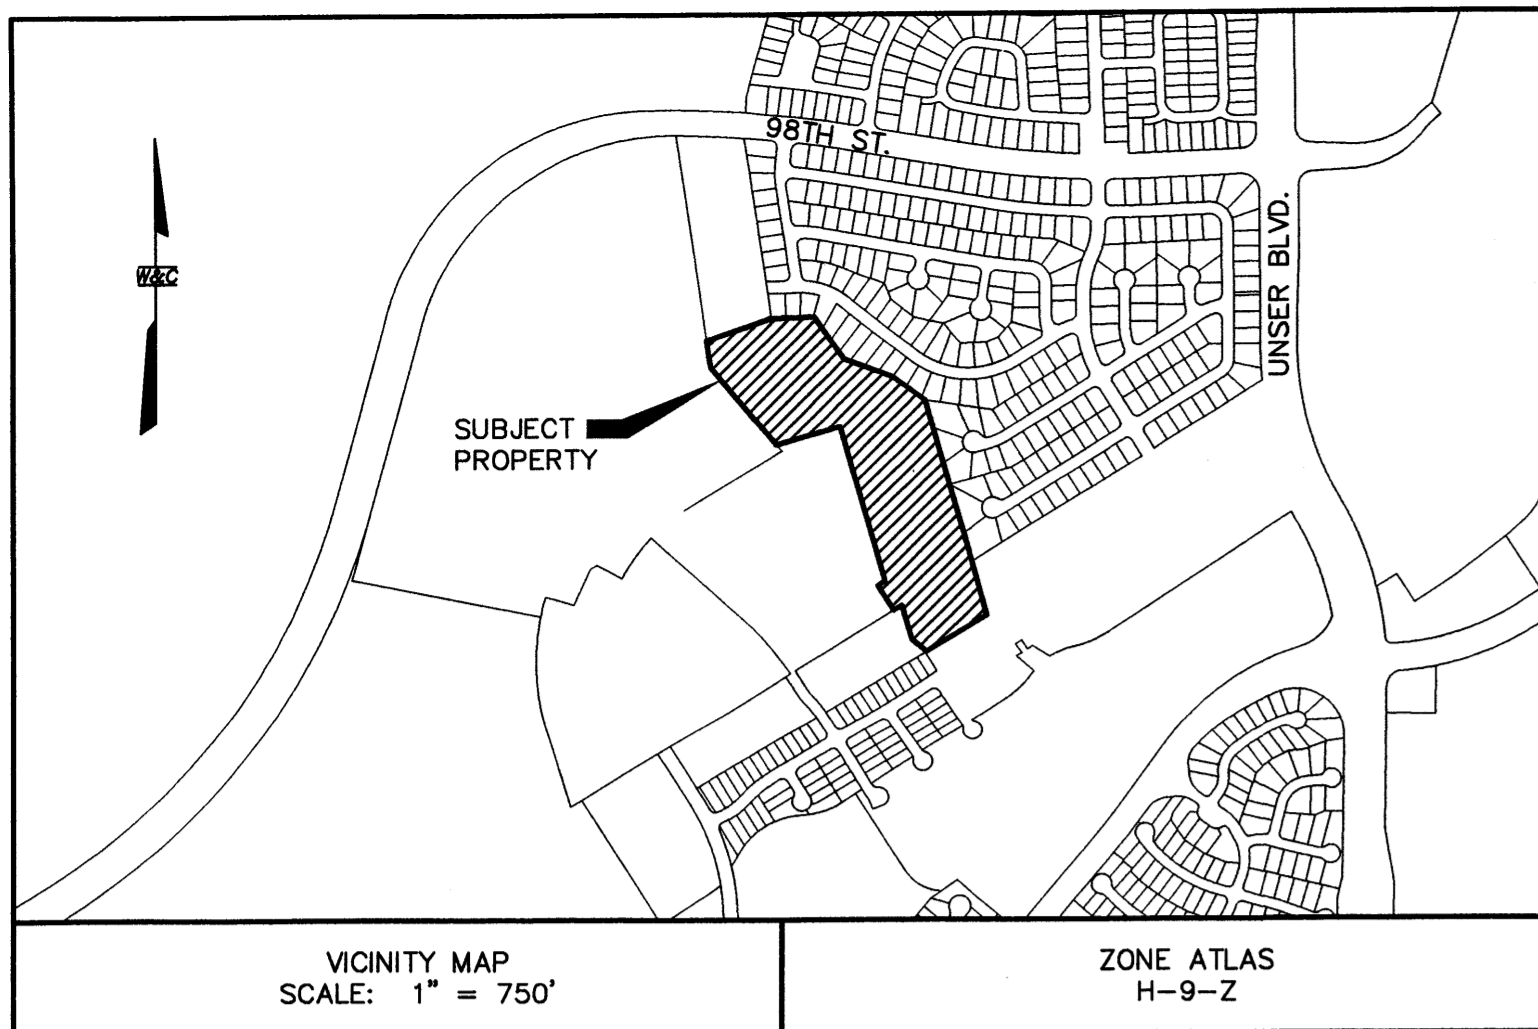 98TH ST.
UNSER BLVD.
W&C
SUBJECT
PROPERTY
VICINITY MAP
SCALE: 1" = 750'
ZONE ATLAS
H-9-Z